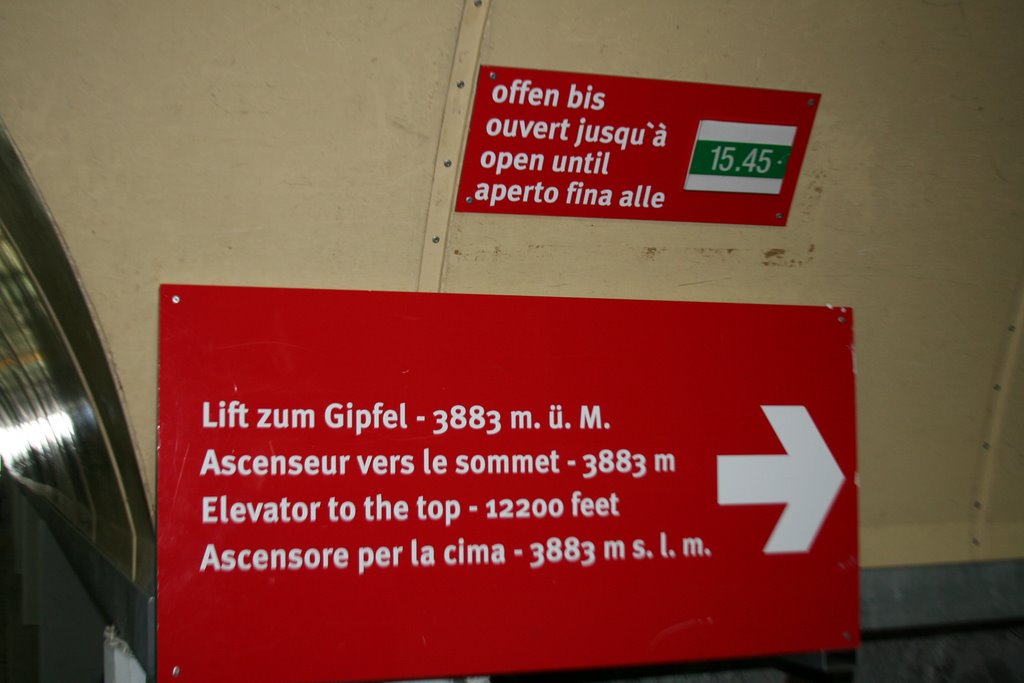 offen bis
ouvert jusqu`à
open until
aperto fina alle
15.45
Lift zum Gipfel - 3883 m. ü. M.
Ascenseur vers le sommet - 3883 m
Elevator to the top - 12200 feet
Ascensore per la cima - 3883 m s. l. m.